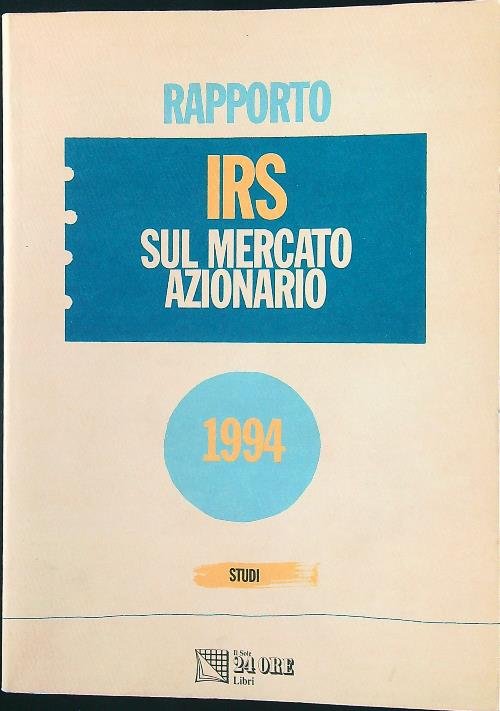 RAPPORTO
IRS
SUL MERCATO
AZIONARIO
1994
STUDI
Il Sole
24 ORE
Libri